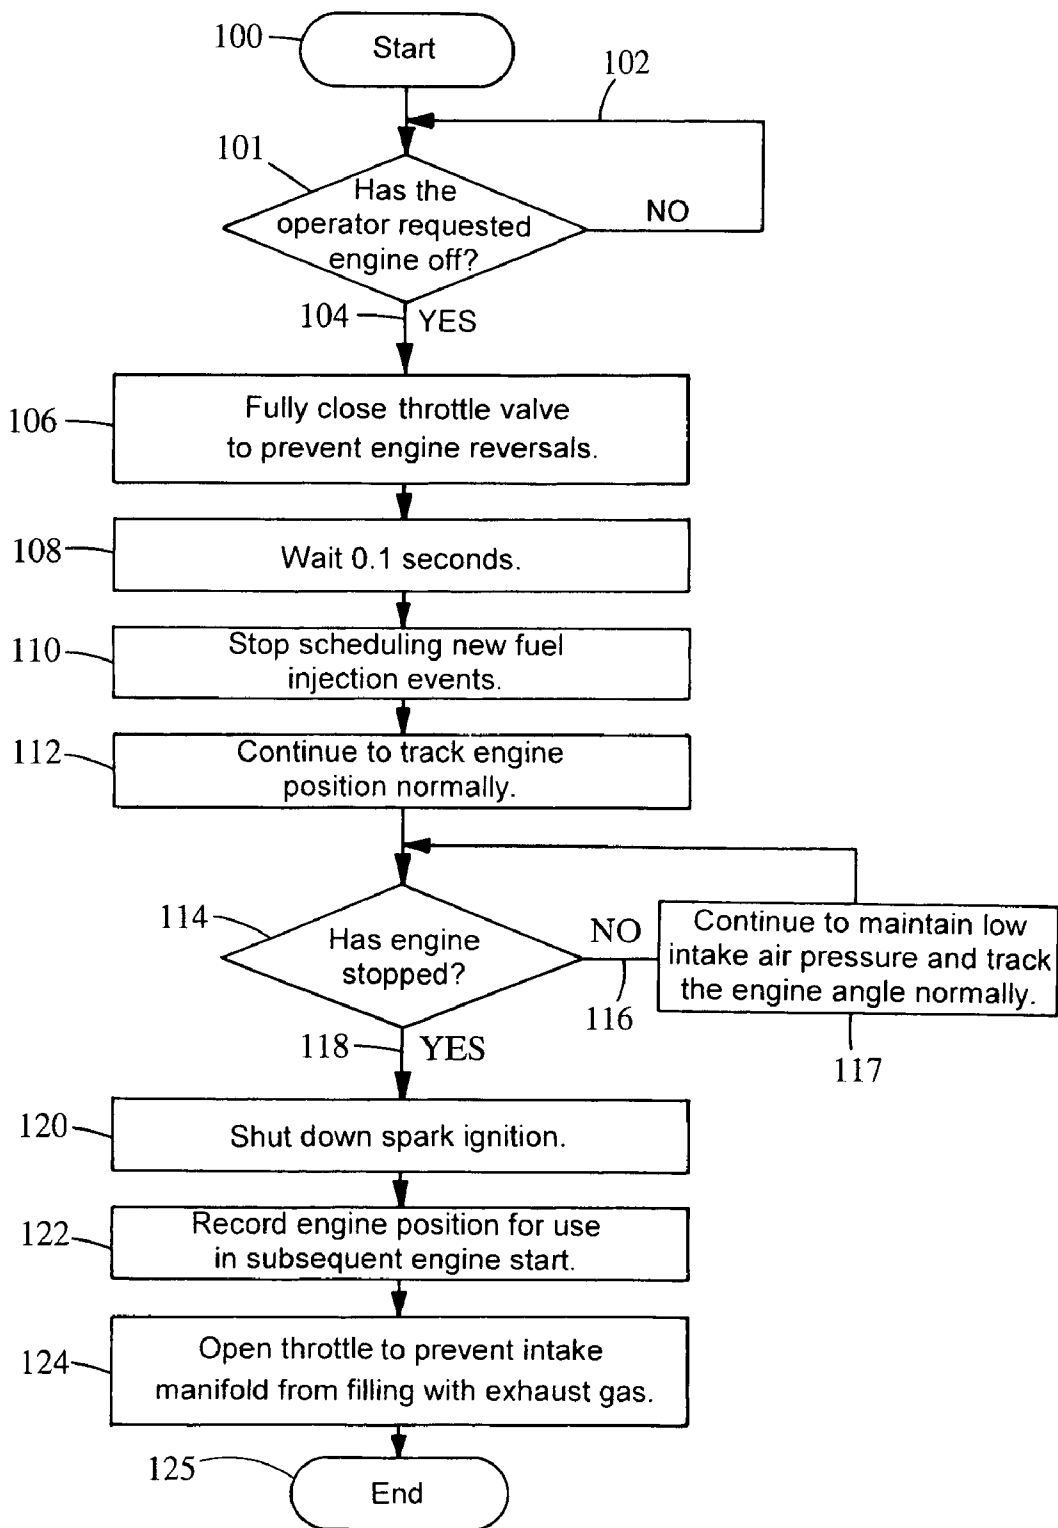 100
Start
102
101
Has the
operator requested
engine off?
NO
104
YES
106
Fully close throttle valve
to prevent engine reversals.
108
Wait 0.1 seconds.
110
Stop scheduling new fuel
injection events.
112
Continue to track engine
position normally.
114
Has engine
stopped?
NO
116
Continue to maintain low
intake air pressure and track
the engine angle normally.
117
118
YES
120
Shut down spark ignition.
122
Record engine position for use
in subsequent engine start.
124
Open throttle to prevent intake
manifold from filling with exhaust gas.
125
End